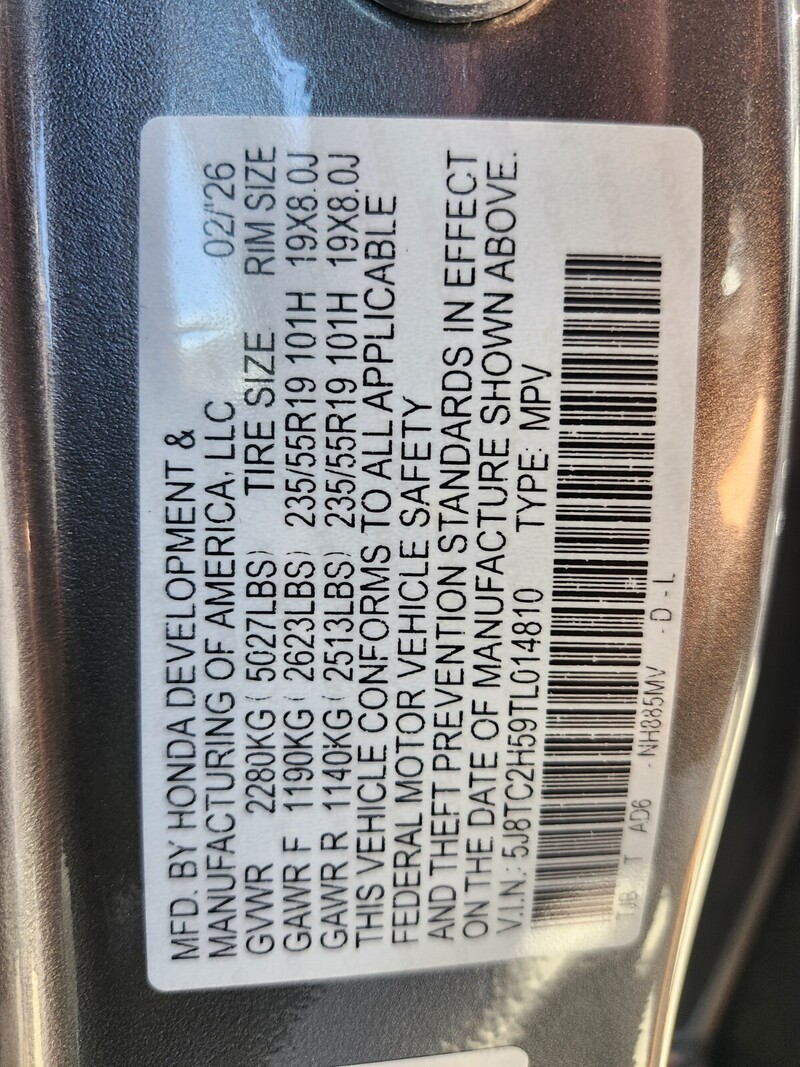 MFD. BY HONDA DEVELOPMENT &
MANUFACTURING OF AMERICA, LLC 02/'26
GVWR 2280KG ( 5027LBS) TIRE SIZE RIM SIZE
GAWR F 1190KG ( 2623LBS) 235/55R19 101H 19X8.0J
GAWR R 1140KG ( 2513LBS) 235/55R19 101H 19X8.0J
THIS VEHICLE CONFORMS TO ALL APPLICABLE
FEDERAL MOTOR VEHICLE SAFETY
AND THEFT PREVENTION STANDARDS IN EFFECT
ON THE DATE OF MANUFACTURE SHOWN ABOVE.
V.I.N.: 5J8TC2H59TL014810 TYPE: MPV
TJB T AD6 - NH885MV - D - L